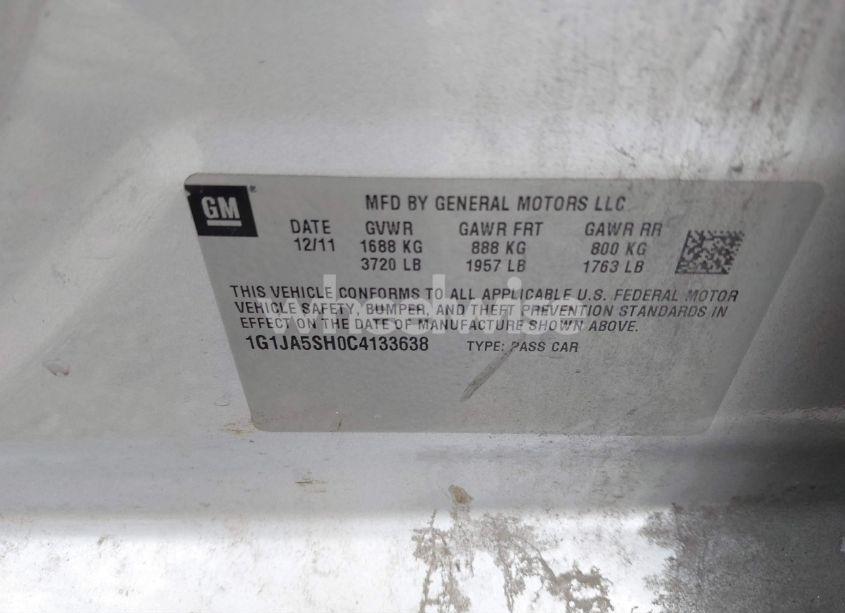 GM
MFD BY GENERAL MOTORS LLC
DATE GVWR GAWR FRT GAWR RR
12/11 1688 KG 888 KG 800 KG
3720 LB 1957 LB 1763 LB
THIS VEHICLE CONFORMS TO ALL APPLICABLE U.S. FEDERAL MOTOR
VEHICLE SAFETY, BUMPER, AND THEFT PREVENTION STANDARDS IN
EFFECT ON THE DATE OF MANUFACTURE SHOWN ABOVE.
1G1JA5SH0C4133638 TYPE: PASS CAR